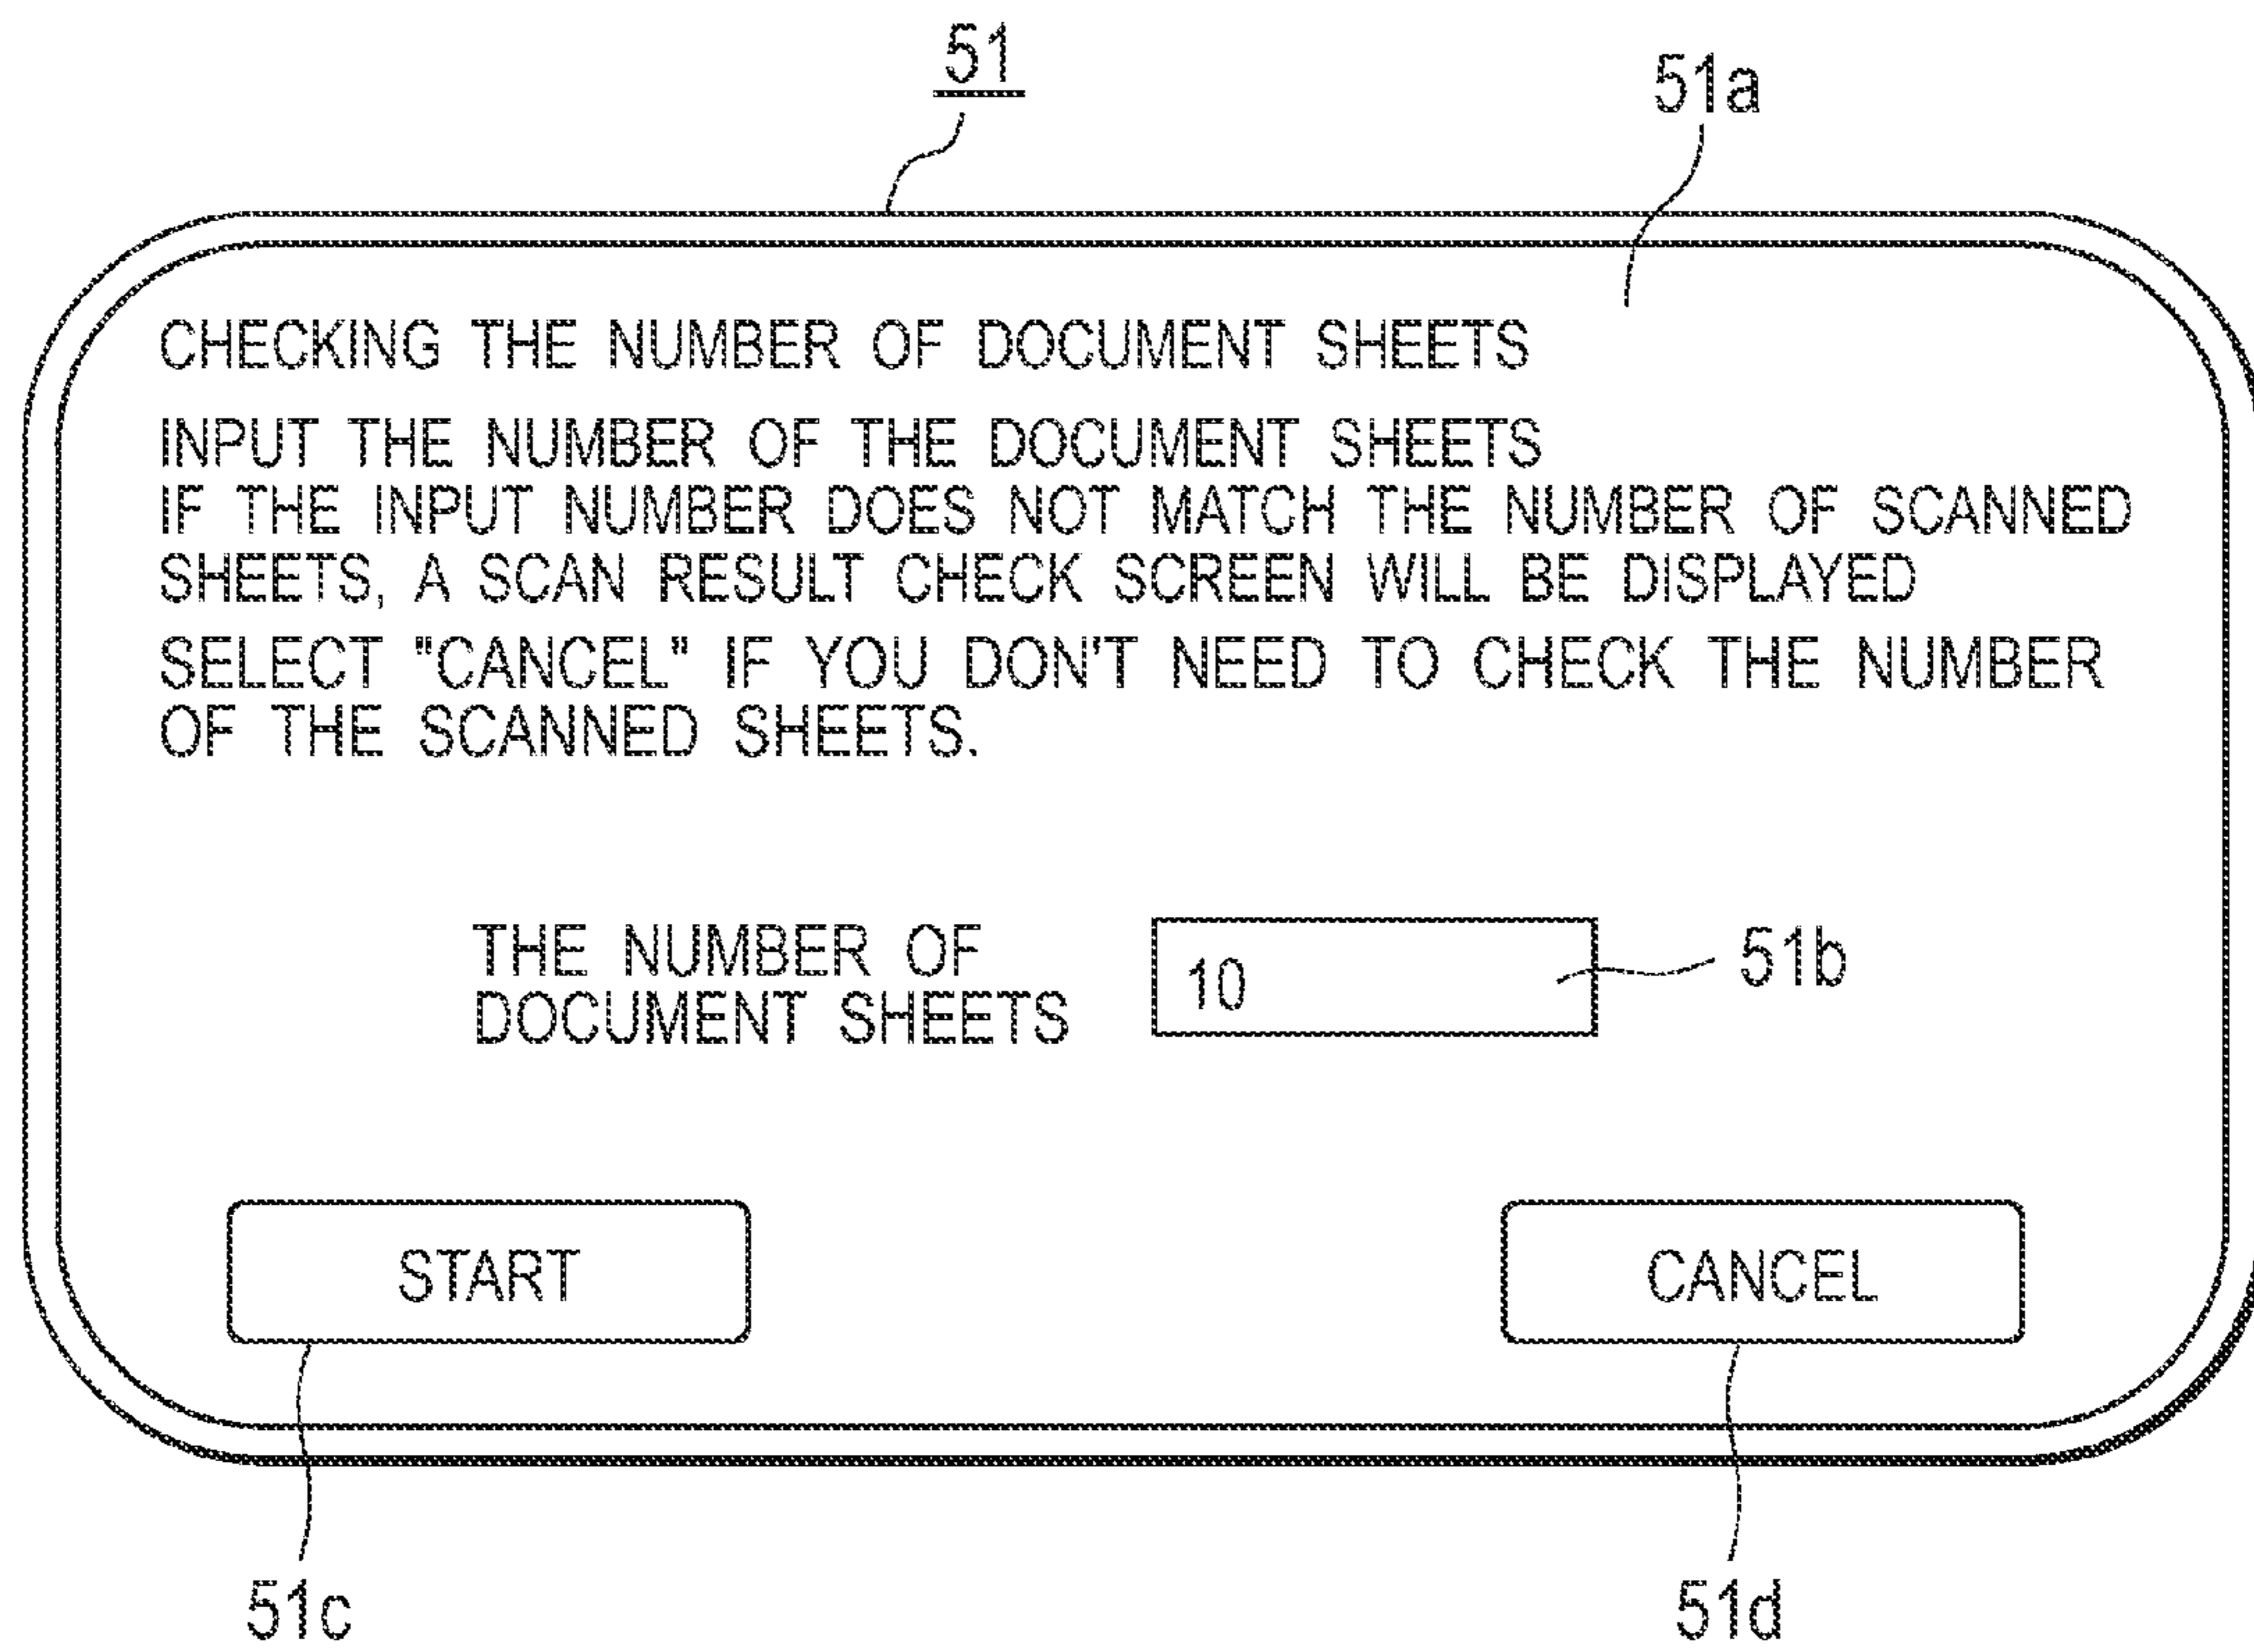 51
51a
CHECKING THE NUMBER OF DOCUMENT SHEETS
INPUT THE NUMBER OF THE DOCUMENT SHEETS
IF THE INPUT NUMBER DOES NOT MATCH THE NUMBER OF SCANNED
SHEETS, A SCAN RESULT CHECK SCREEN WILL BE DISPLAYED
SELECT "CANCEL" IF YOU DON'T NEED TO CHECK THE NUMBER
OF THE SCANNED SHEETS.
THE NUMBER OF
DOCUMENT SHEETS
10
51b
START
CANCEL
51c
51d